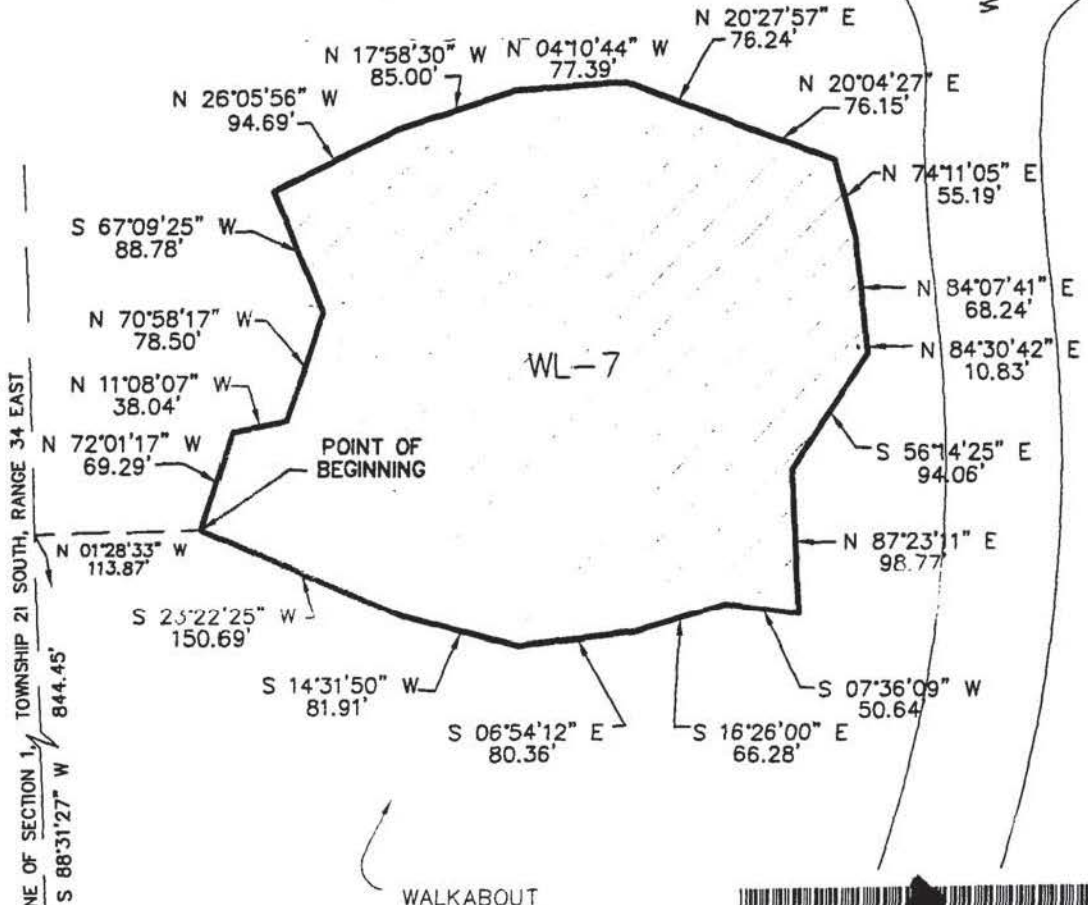 N 20°27'57" E
76.24'
N 17°58'30" W
85.00'
N 04°10'44" W
77.39'
N 20°04'27" E
76.15'
N 26°05'56" W
94.69'
N 74°11'05" E
55.19'
S 67°09'25" W
88.78'
N 84°07'41" E
68.24'
N 70°58'17" W
78.50'
WL-7
N 84°30'42" E
10.83'
N 11°08'07" W
38.04'
N 72°01'17" W
69.29'
POINT OF
BEGINNING
S 56°14'25" E
94.06'
N 01°28'33" W
113.87'
N 87°23'11" E
98.77'
S 23°22'25" W
150.69'
S 14°31'50" W
81.91'
S 07°36'09" W
50.64'
S 06°54'12" E
80.36'
S 16°26'00" E
66.28'
NE OF SECTION 1, TOWNSHIP 21 SOUTH, RANGE 34 EAST
S 88°31'27" W 844.45'
WALKABOUT